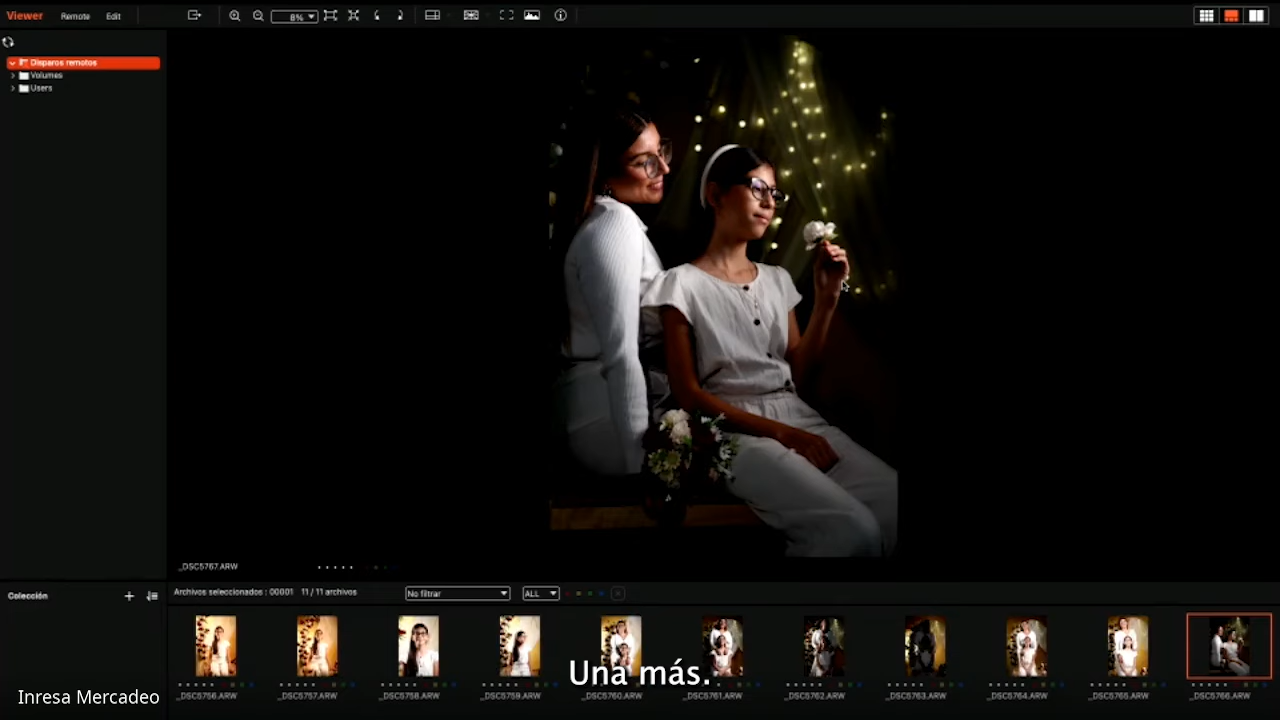 Viewer Remote Edit 8%
Disparos remotos
Volumes
Users
_DSC5767.ARW
Colección
Archivos seleccionados : 00001 11 / 11 archivos No filtrar ALL
_DSC5756.ARW _DSC5757.ARW _DSC5758.ARW _DSC5759.ARW _DSC5760.ARW _DSC5761.ARW _DSC5762.ARW _DSC5763.ARW _DSC5764.ARW _DSC5765.ARW _DSC5766.ARW
Una más.
Inresa Mercadeo